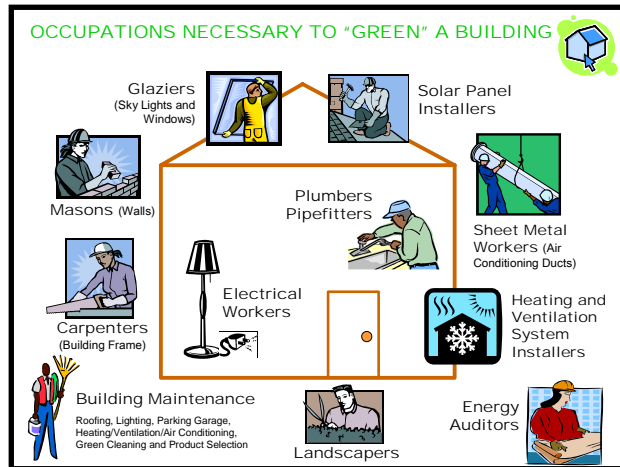 OCCUPATIONS NECESSARY TO “GREEN” A BUILDING
Glaziers
(Sky Lights and
Windows)
Solar Panel
Installers
Masons (Walls)
Plumbers
Pipefitters
Sheet Metal
Workers (Air
Conditioning Ducts)
Carpenters
(Building Frame)
Electrical
Workers
Heating and
Ventilation
System
Installers
Building Maintenance
Roofing, Lighting, Parking Garage,
Heating/Ventilation/Air Conditioning,
Green Cleaning and Product Selection
Landscapers
Energy
Auditors